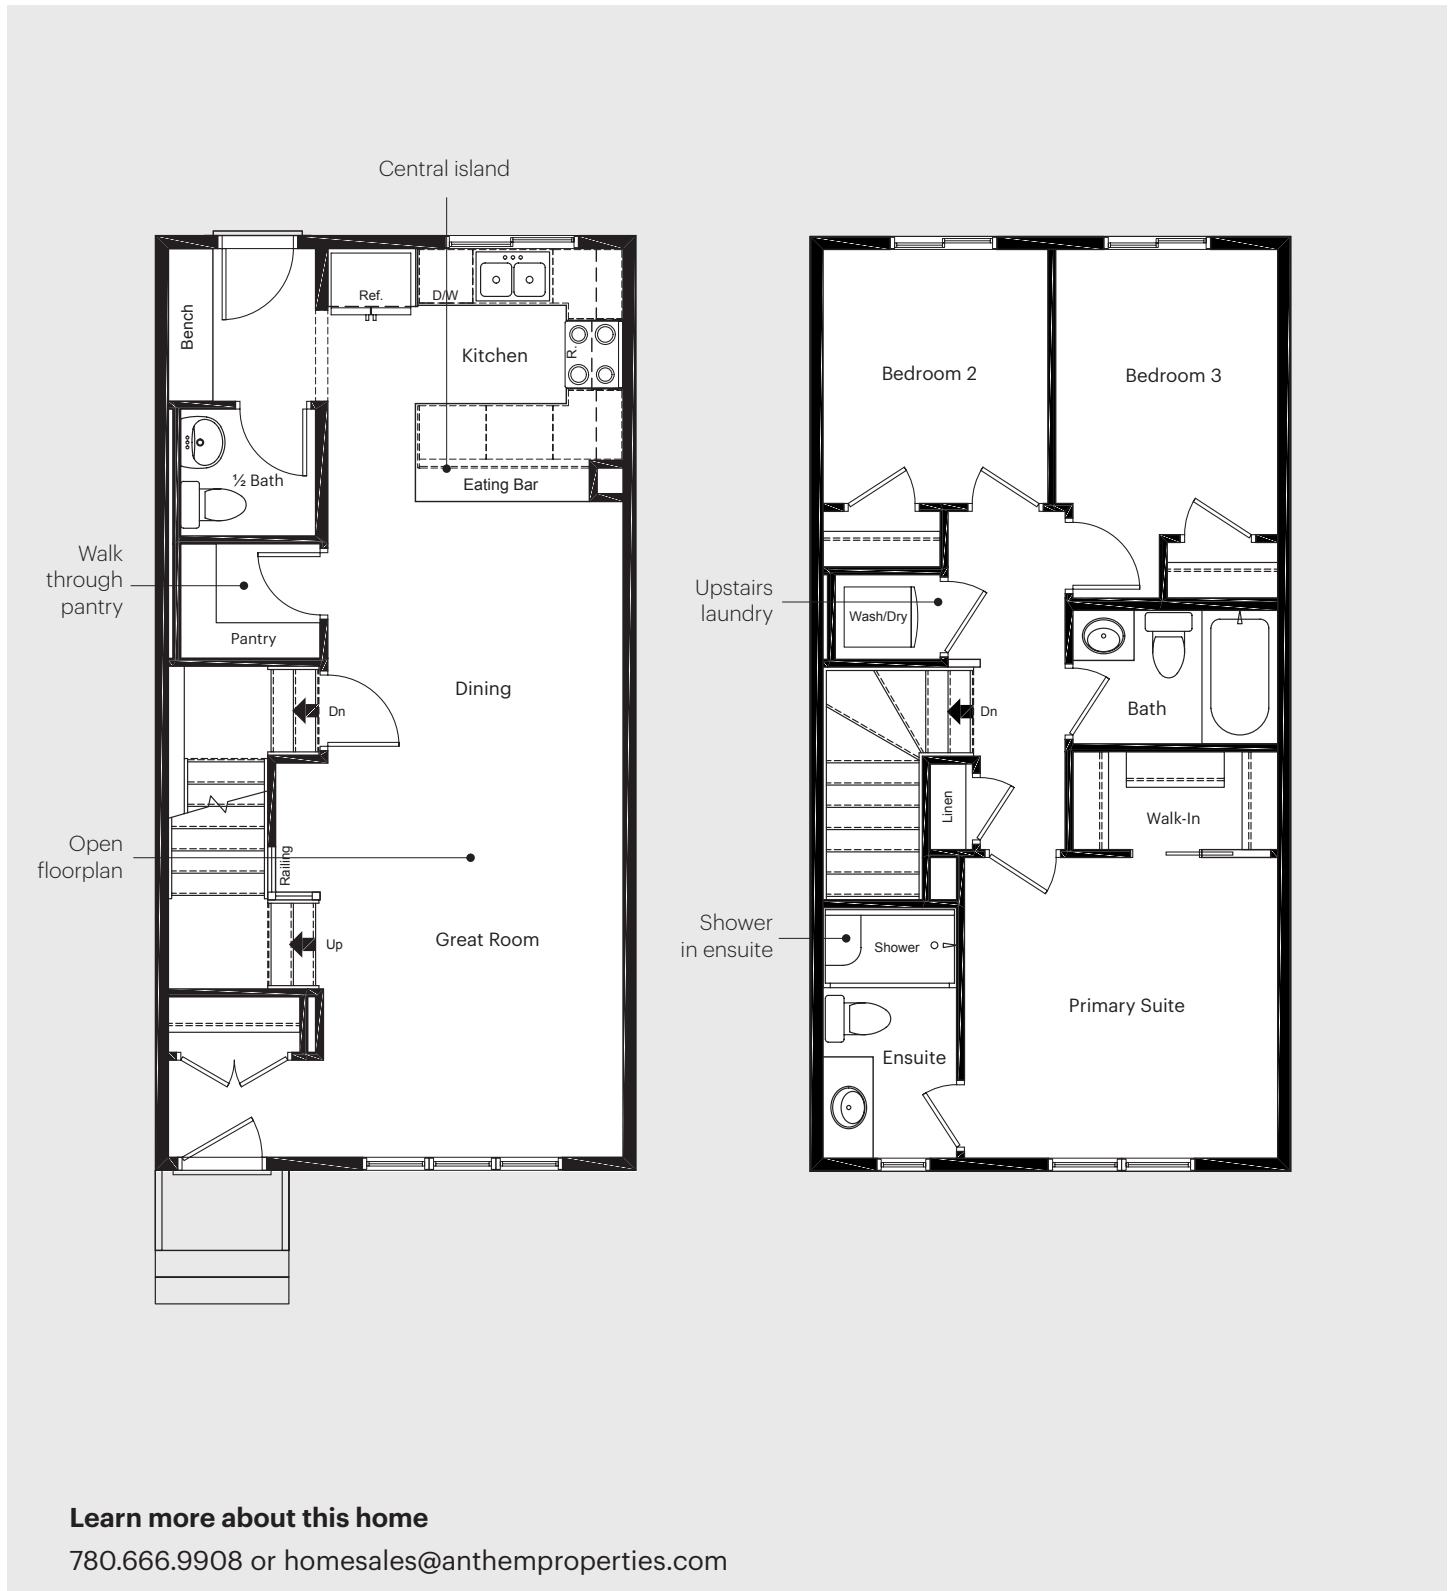 Central island
Ref.
D/W
Bench
Kitchen
R.
½ Bath
Eating Bar
Walk
through
pantry
Pantry
Dining
Dn
Open
floorplan
Railing
Great Room
Up
Bedroom 2
Bedroom 3
Upstairs
laundry
Wash/Dry
Bath
Dn
Linen
Walk-In
Shower
in ensuite
Shower
Primary Suite
Ensuite
Learn more about this home
780.666.9908 or homesales@anthemproperties.com